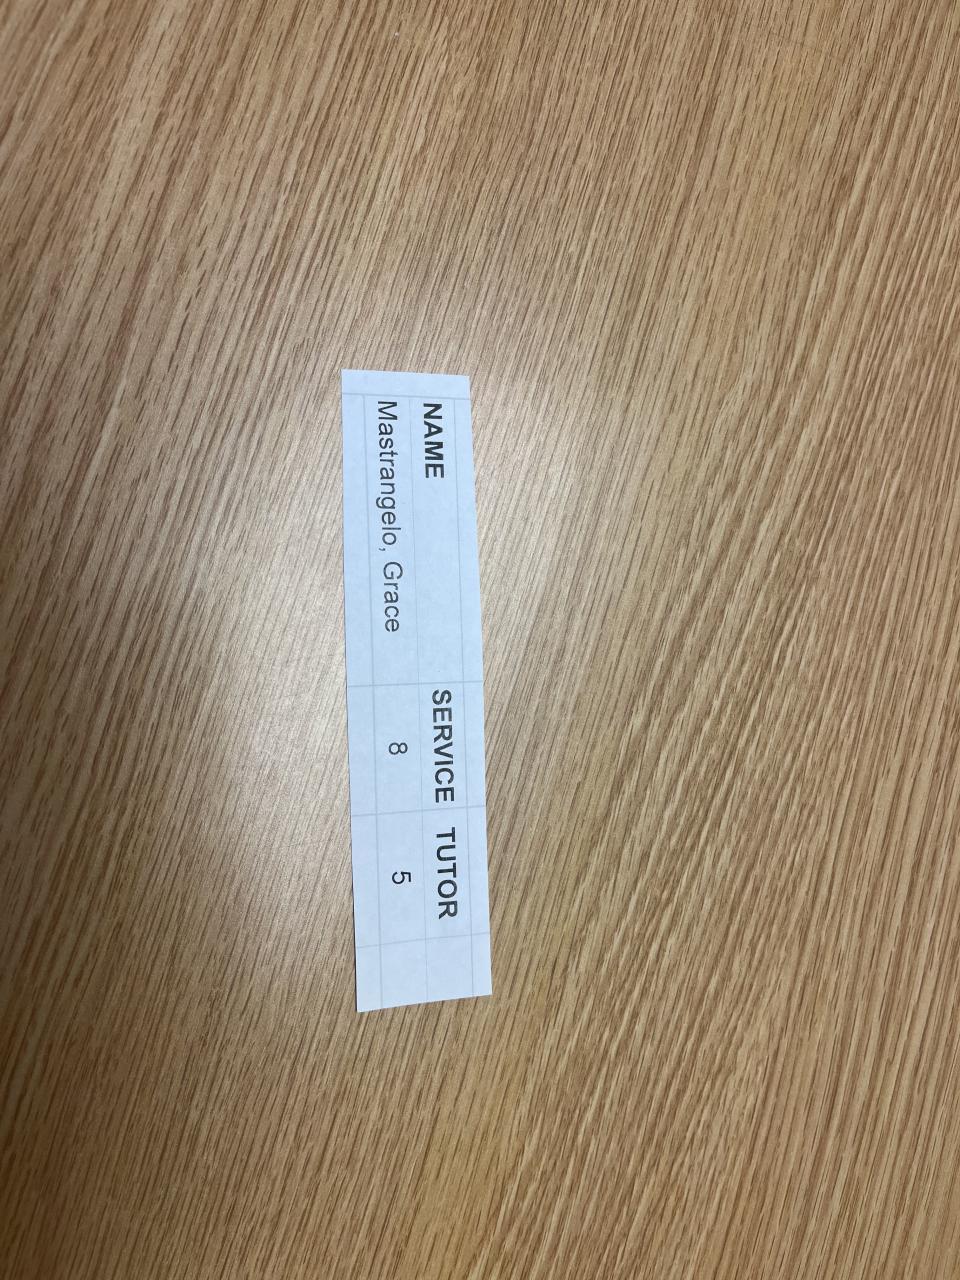 NAME SERVICE TUTOR
Mastrangelo, Grace 8 5